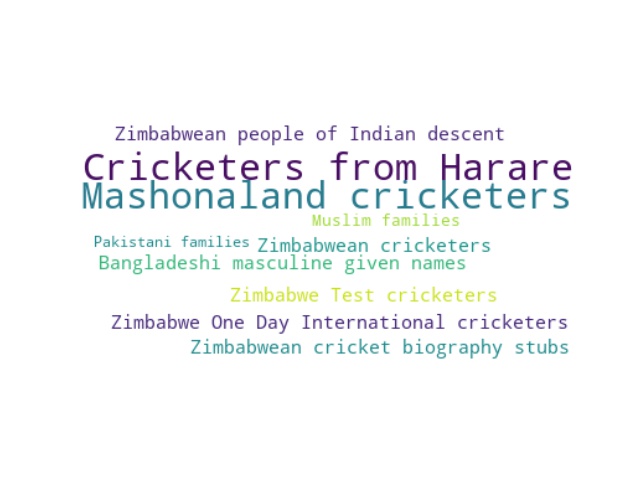 Zimbabwean people of Indian descent
Cricketers from Harare
Mashonaland cricketers
Muslim families
Pakistani families
Zimbabwean cricketers
Bangladeshi masculine given names
Zimbabwe Test cricketers
Zimbabwe One Day International cricketers
Zimbabwean cricket biography stubs